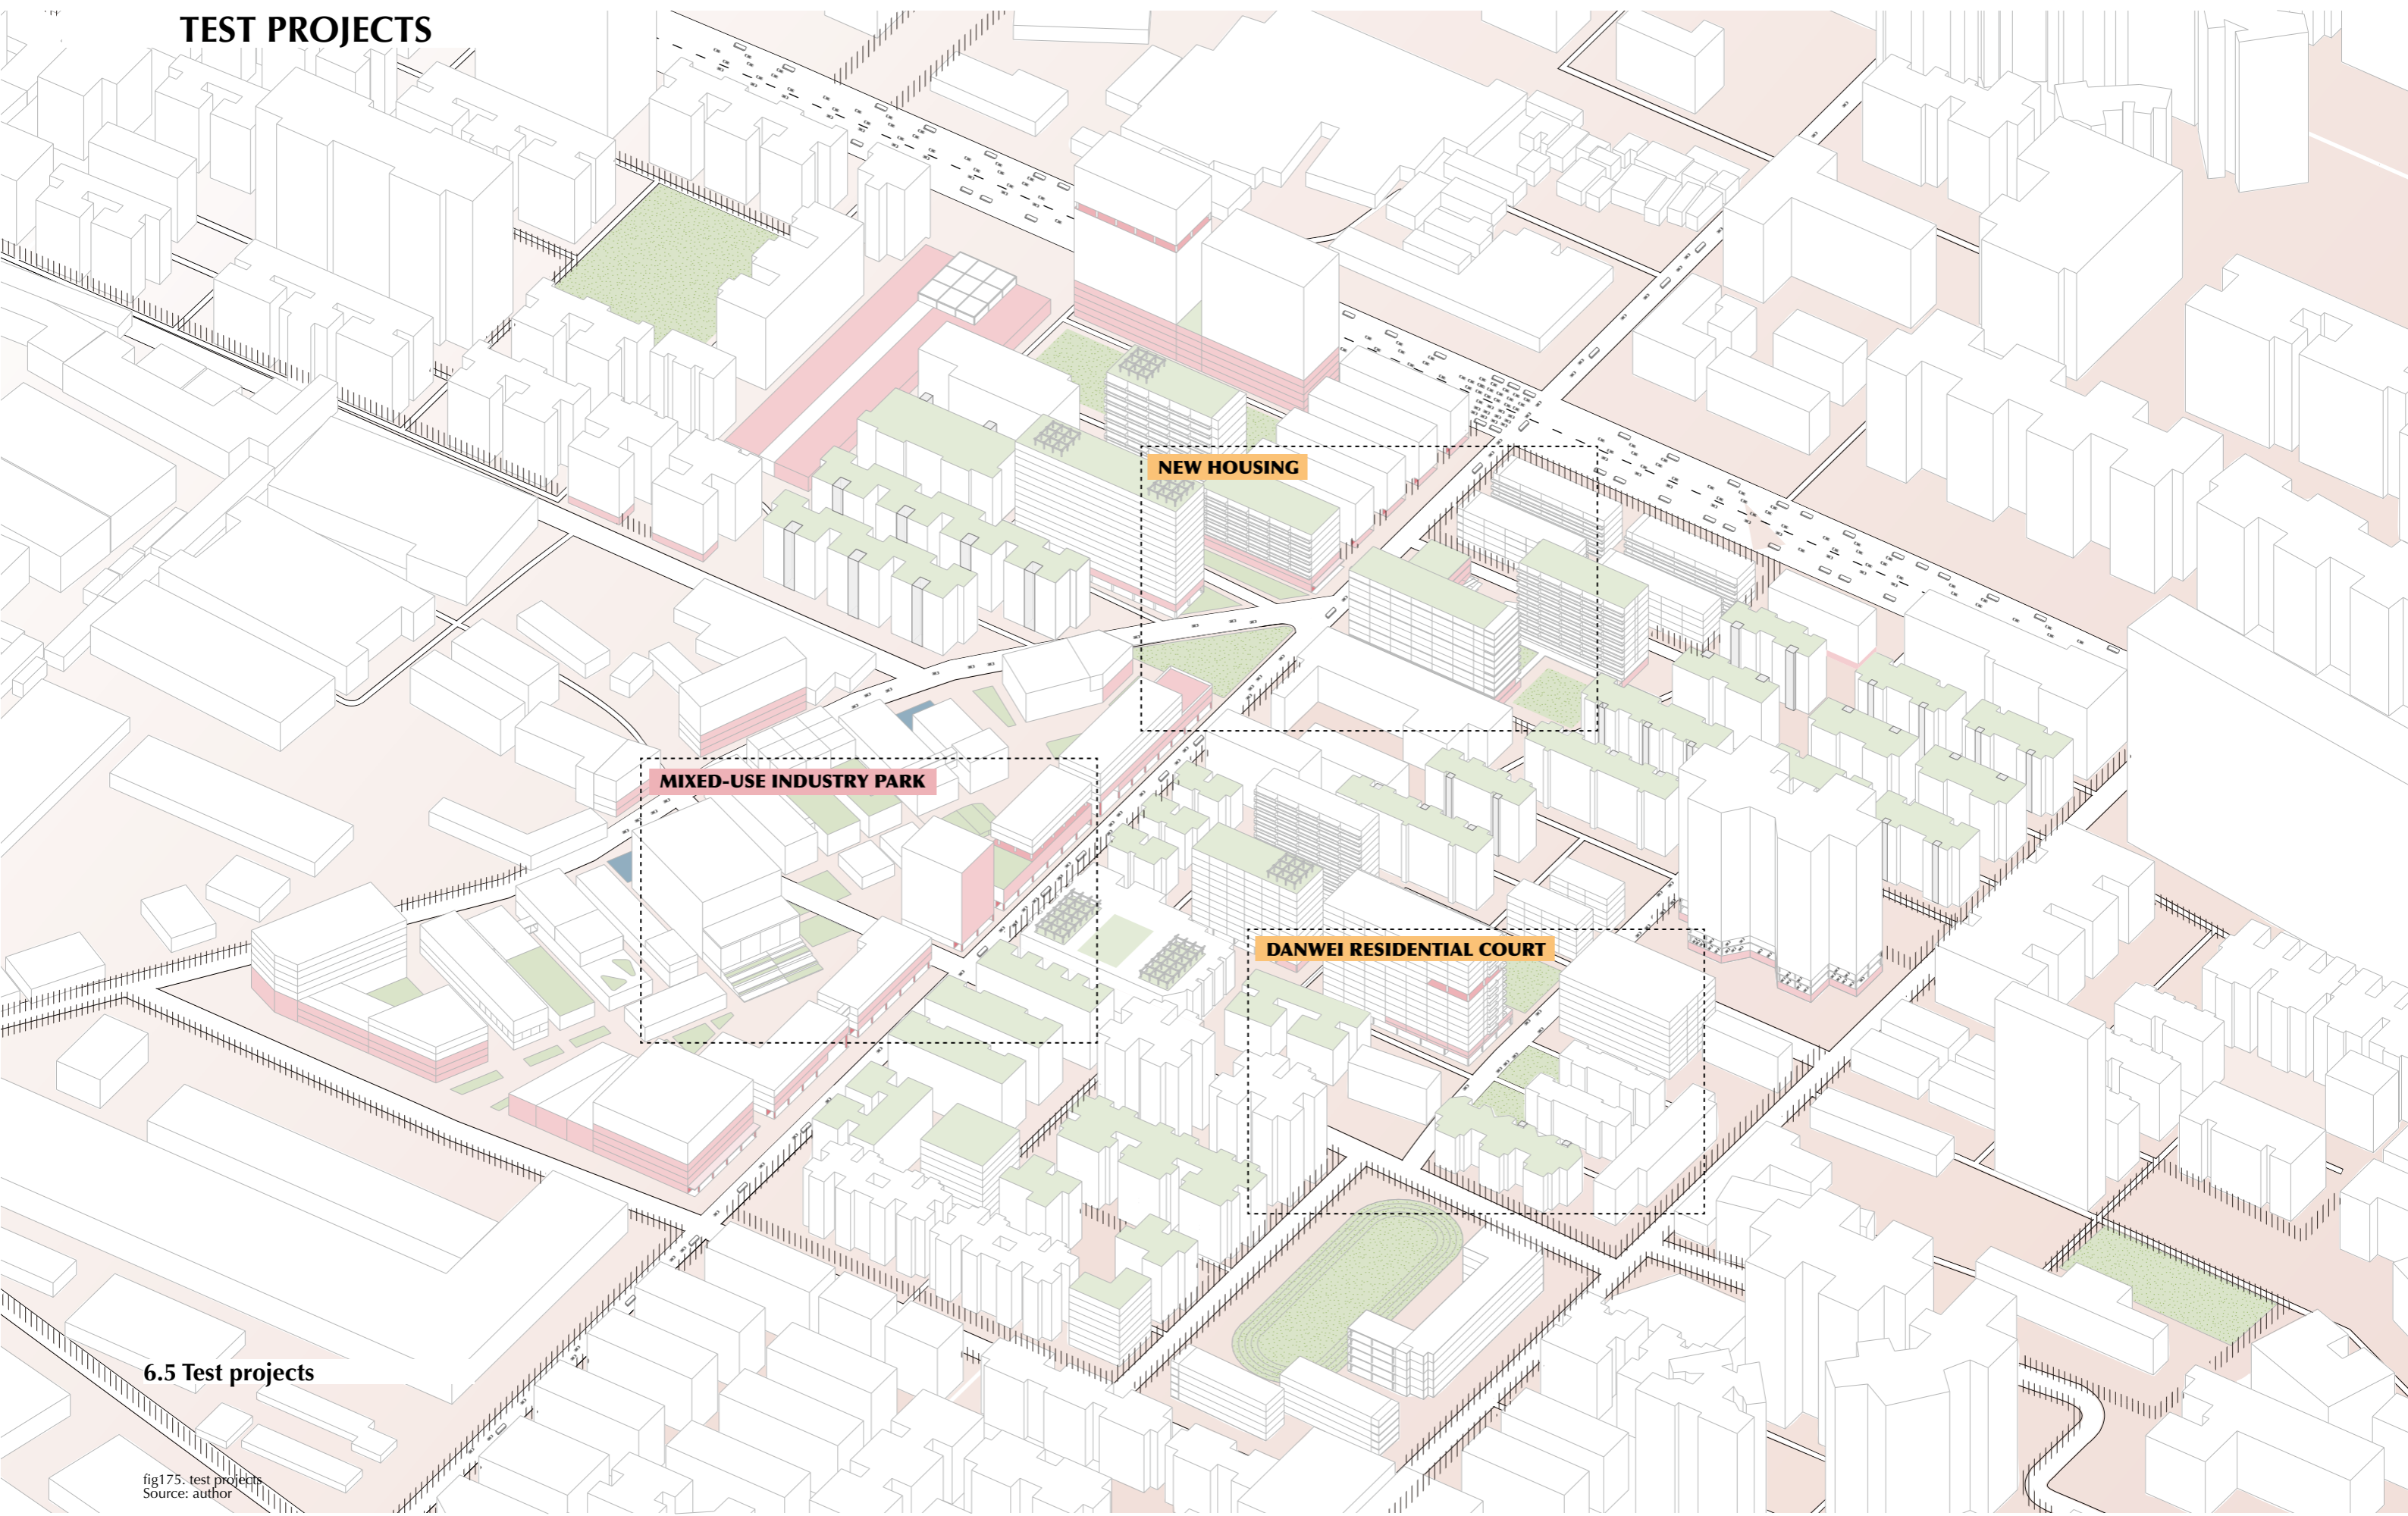 TEST PROJECTS
NEW HOUSING
MIXED-USE INDUSTRY PARK
DANWEI RESIDENTIAL COURT
6.5 Test projects
fig175. test projects
Source: author